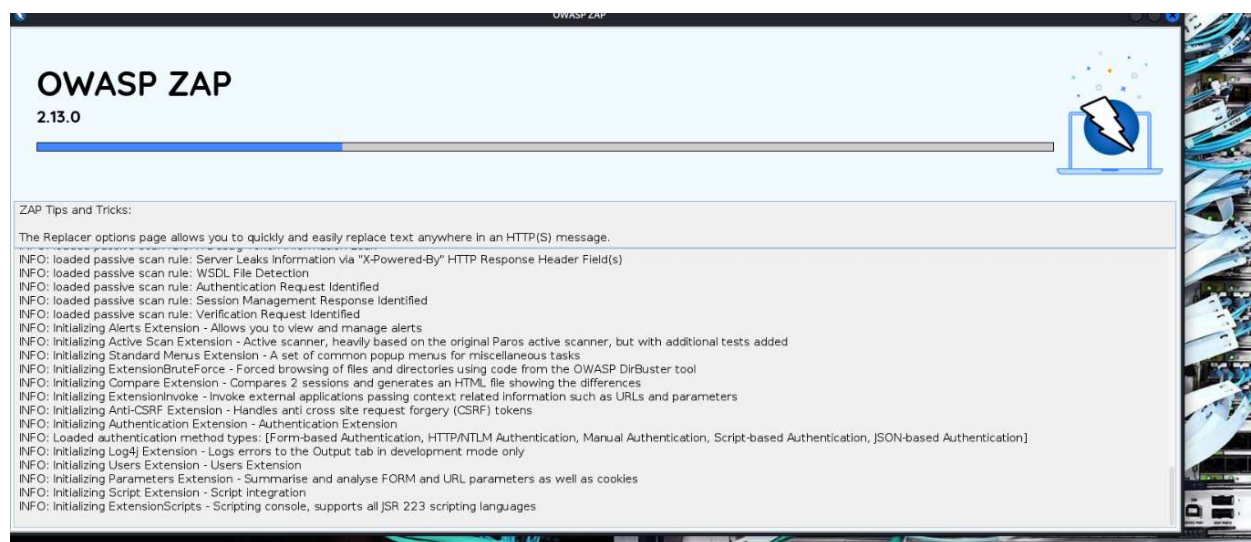 OWASP ZAP
OWASP ZAP
2.13.0
ZAP Tips and Tricks:
The Replacer options page allows you to quickly and easily replace text anywhere in an HTTP(S) message.
INFO: loaded passive scan rule: Server Leaks Information via "X-Powered-By" HTTP Response Header Field(s)
INFO: loaded passive scan rule: WSDL File Detection
INFO: loaded passive scan rule: Authentication Request Identified
INFO: loaded passive scan rule: Session Management Response Identified
INFO: loaded passive scan rule: Verification Request Identified
INFO: Initializing Alerts Extension - Allows you to view and manage alerts
INFO: Initializing Active Scan Extension - Active scanner, heavily based on the original Paros active scanner, but with additional tests added
INFO: Initializing Standard Menus Extension - A set of common popup menus for miscellaneous tasks
INFO: Initializing ExtensionBruteForce - Forced browsing of files and directories using code from the OWASP DirBuster tool
INFO: Initializing Compare Extension - Compares 2 sessions and generates an HTML file showing the differences
INFO: Initializing ExtensionInvoke - Invoke external applications passing context related information such as URLs and parameters
INFO: Initializing Anti-CSRF Extension - Handles anti cross site request forgery (CSRF) tokens
INFO: Initializing Authentication Extension - Authentication Extension
INFO: Loaded authentication method types: [Form-based Authentication, HTTP/NTLM Authentication, Manual Authentication, Script-based Authentication, JSON-based Authentication]
INFO: Initializing Log4j Extension - Logs errors to the Output tab in development mode only
INFO: Initializing Users Extension - Users Extension
INFO: Initializing Parameters Extension - Summarise and analyse FORM and URL parameters as well as cookies
INFO: Initializing Script Extension - Script integration
INFO: Initializing ExtensionScripts - Scripting console, supports all JSR 223 scripting languages